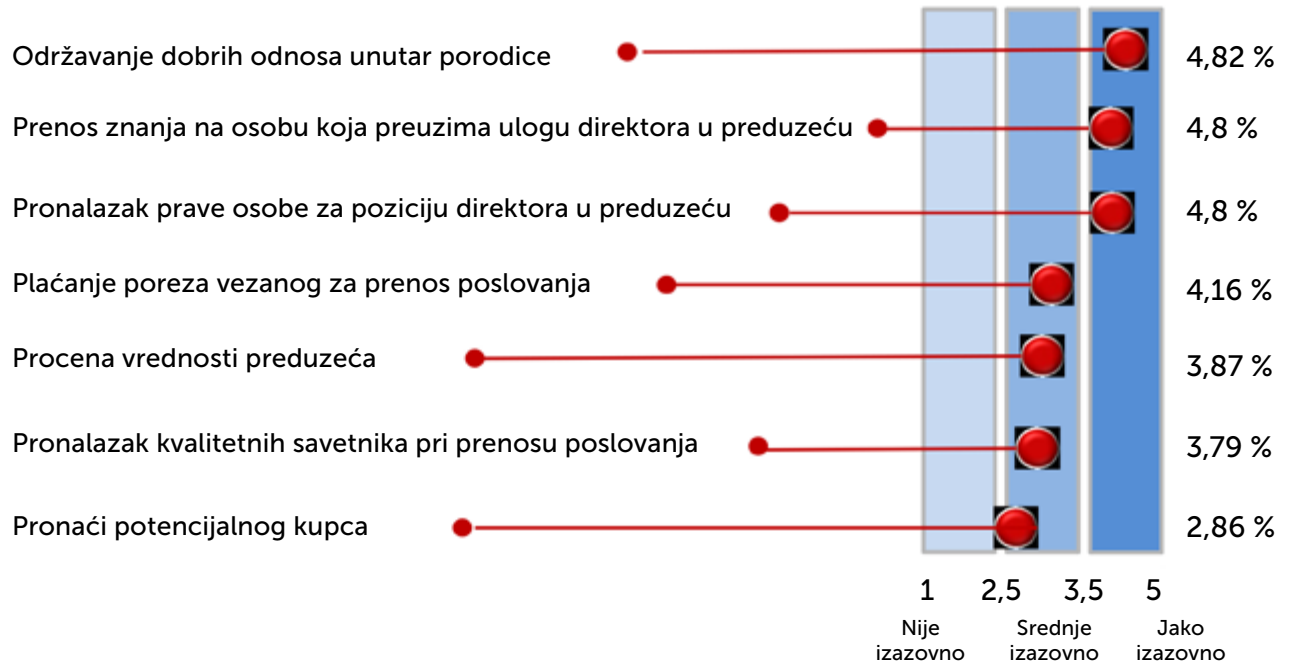 Održavanje dobrih odnosa unutar porodice 4,82 %
Prenos znanja na osobu koja preuzima ulogu direktora u preduzeću 4,8 %
Pronalazak prave osobe za poziciju direktora u preduzeću 4,8 %
Plaćanje poreza vezanog za prenos poslovanja 4,16 %
Procena vrednosti preduzeća 3,87 %
Pronalazak kvalitetnih savetnika pri prenosu poslovanja 3,79 %
Pronaći potencijalnog kupca 2,86 %
1 2,5 3,5 5
Nije Srednje Jako
izazovno izazovno izazovno